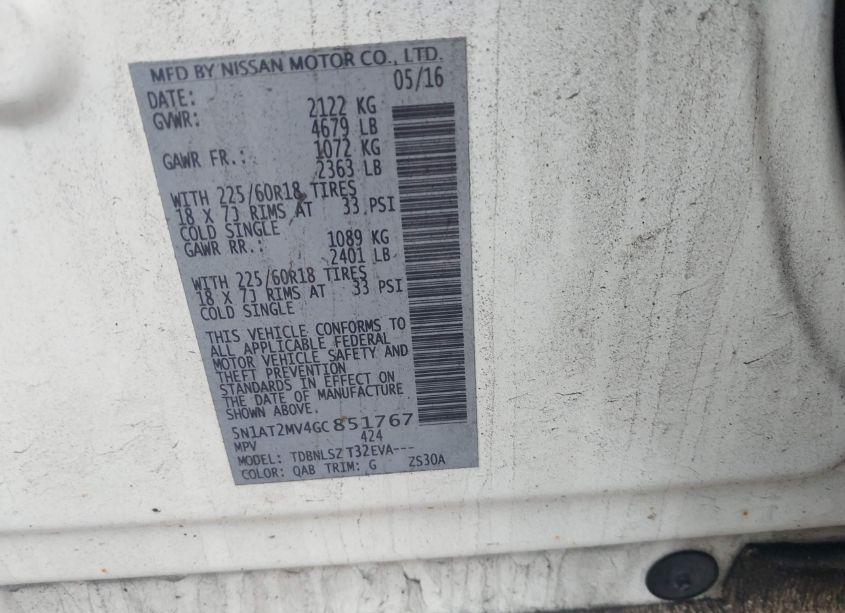 MFD BY NISSAN MOTOR CO., LTD.
DATE: 05/16
GVWR: 2122 KG
4679 LB
GAWR FR.: 1072 KG
2363 LB
WITH 225/60R18 TIRES
18 X 7J RIMS AT 33 PSI
COLD SINGLE
GAWR RR.: 1089 KG
2401 LB
WITH 225/60R18 TIRES
18 X 7J RIMS AT 33 PSI
COLD SINGLE
THIS VEHICLE CONFORMS TO
ALL APPLICABLE FEDERAL
MOTOR VEHICLE SAFETY AND
THEFT PREVENTION
STANDARDS IN EFFECT ON
THE DATE OF MANUFACTURE
SHOWN ABOVE.
5N1AT2MV4GC851767
MPV 424
MODEL: TDBNLSZ T32EVA---
COLOR: QAB TRIM: G ZS30A